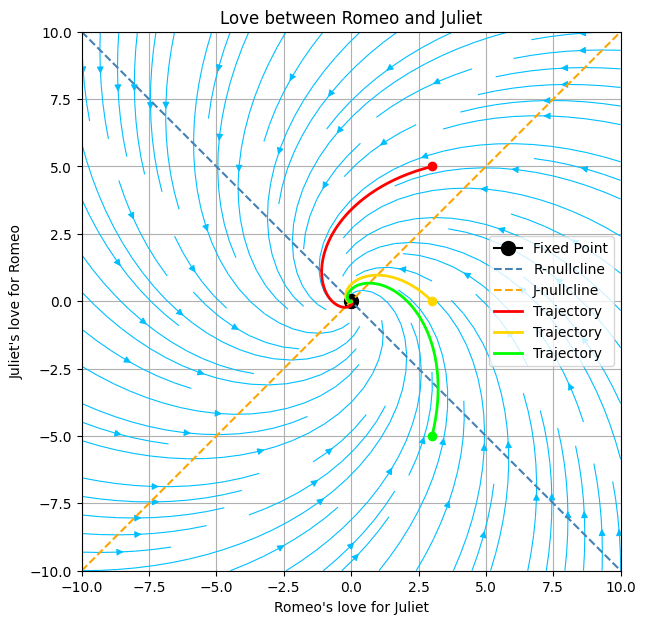 Love between Romeo and Juliet
10.0
7.5
5.0
2.5
0.0
−2.5
−5.0
−7.5
−10.0
Juliet's love for Romeo
Fixed Point
R-nullcline
J-nullcline
Trajectory
Trajectory
Trajectory
−10.0 −7.5 −5.0 −2.5 0.0 2.5 5.0 7.5 10.0
Romeo's love for Juliet